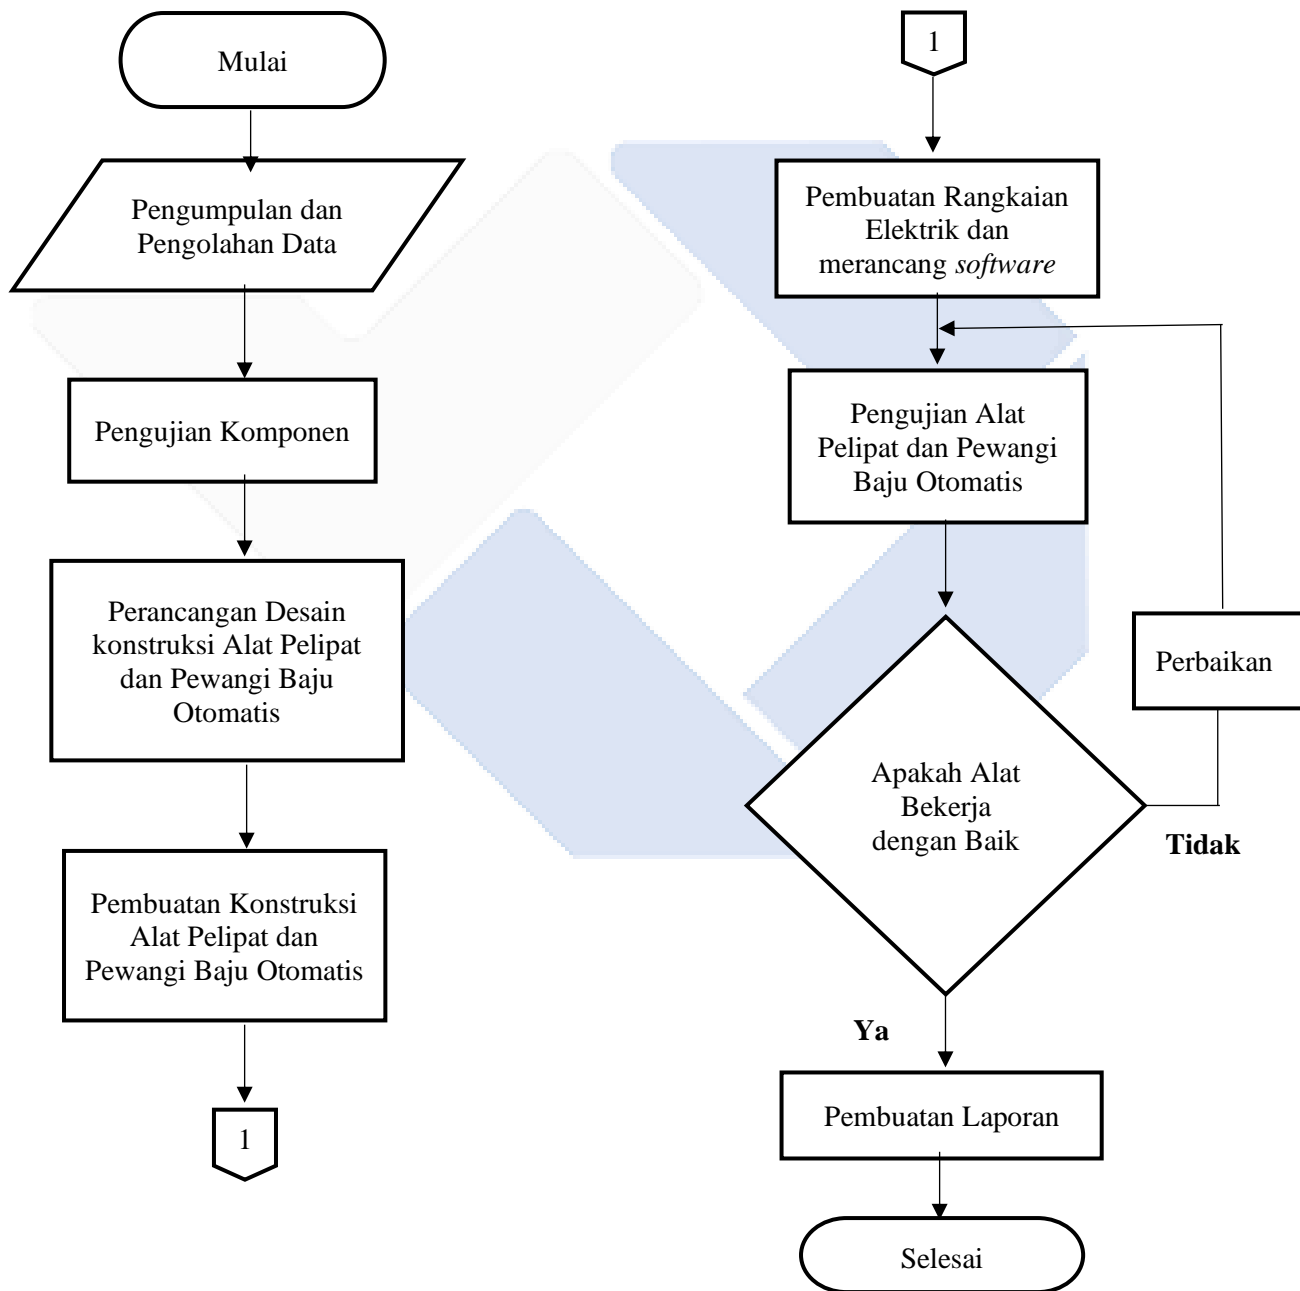 Mulai
Pengumpulan dan
Pengolahan Data
Pengujian Komponen
Perancangan Desain
konstruksi Alat Pelipat
dan Pewangi Baju
Otomatis
Pembuatan Konstruksi
Alat Pelipat dan
Pewangi Baju Otomatis
1
1
Pembuatan Rangkaian
Elektrik dan
merancang software
Pengujian Alat
Pelipat dan Pewangi
Baju Otomatis
Perbaikan
Apakah Alat
Bekerja
dengan Baik
Tidak
Ya
Pembuatan Laporan
Selesai